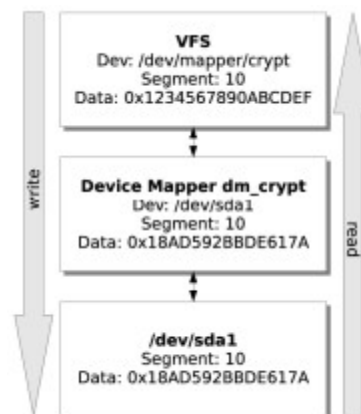 VFS
Dev: /dev/mapper/crypt
Segment: 10
Data: 0x1234567890ABCDEF
write
Device Mapper dm_crypt
Dev: /dev/sda1
Segment: 10
Data: 0x18AD592BBDE617A
read
/dev/sda1
Segment: 10
Data: 0x18AD592BBDE617A